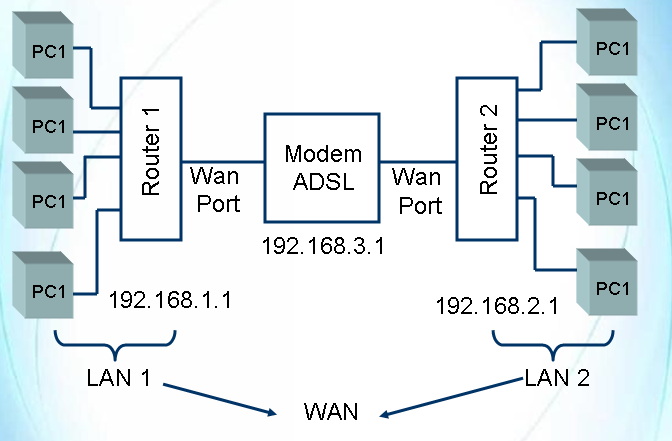 PC1
PC1
PC1
PC1
Router 1
Wan
Port
192.168.1.1
Modem
ADSL
192.168.3.1
Wan
Port
Router 2
192.168.2.1
PC1
PC1
PC1
PC1
LAN 1
LAN 2
WAN